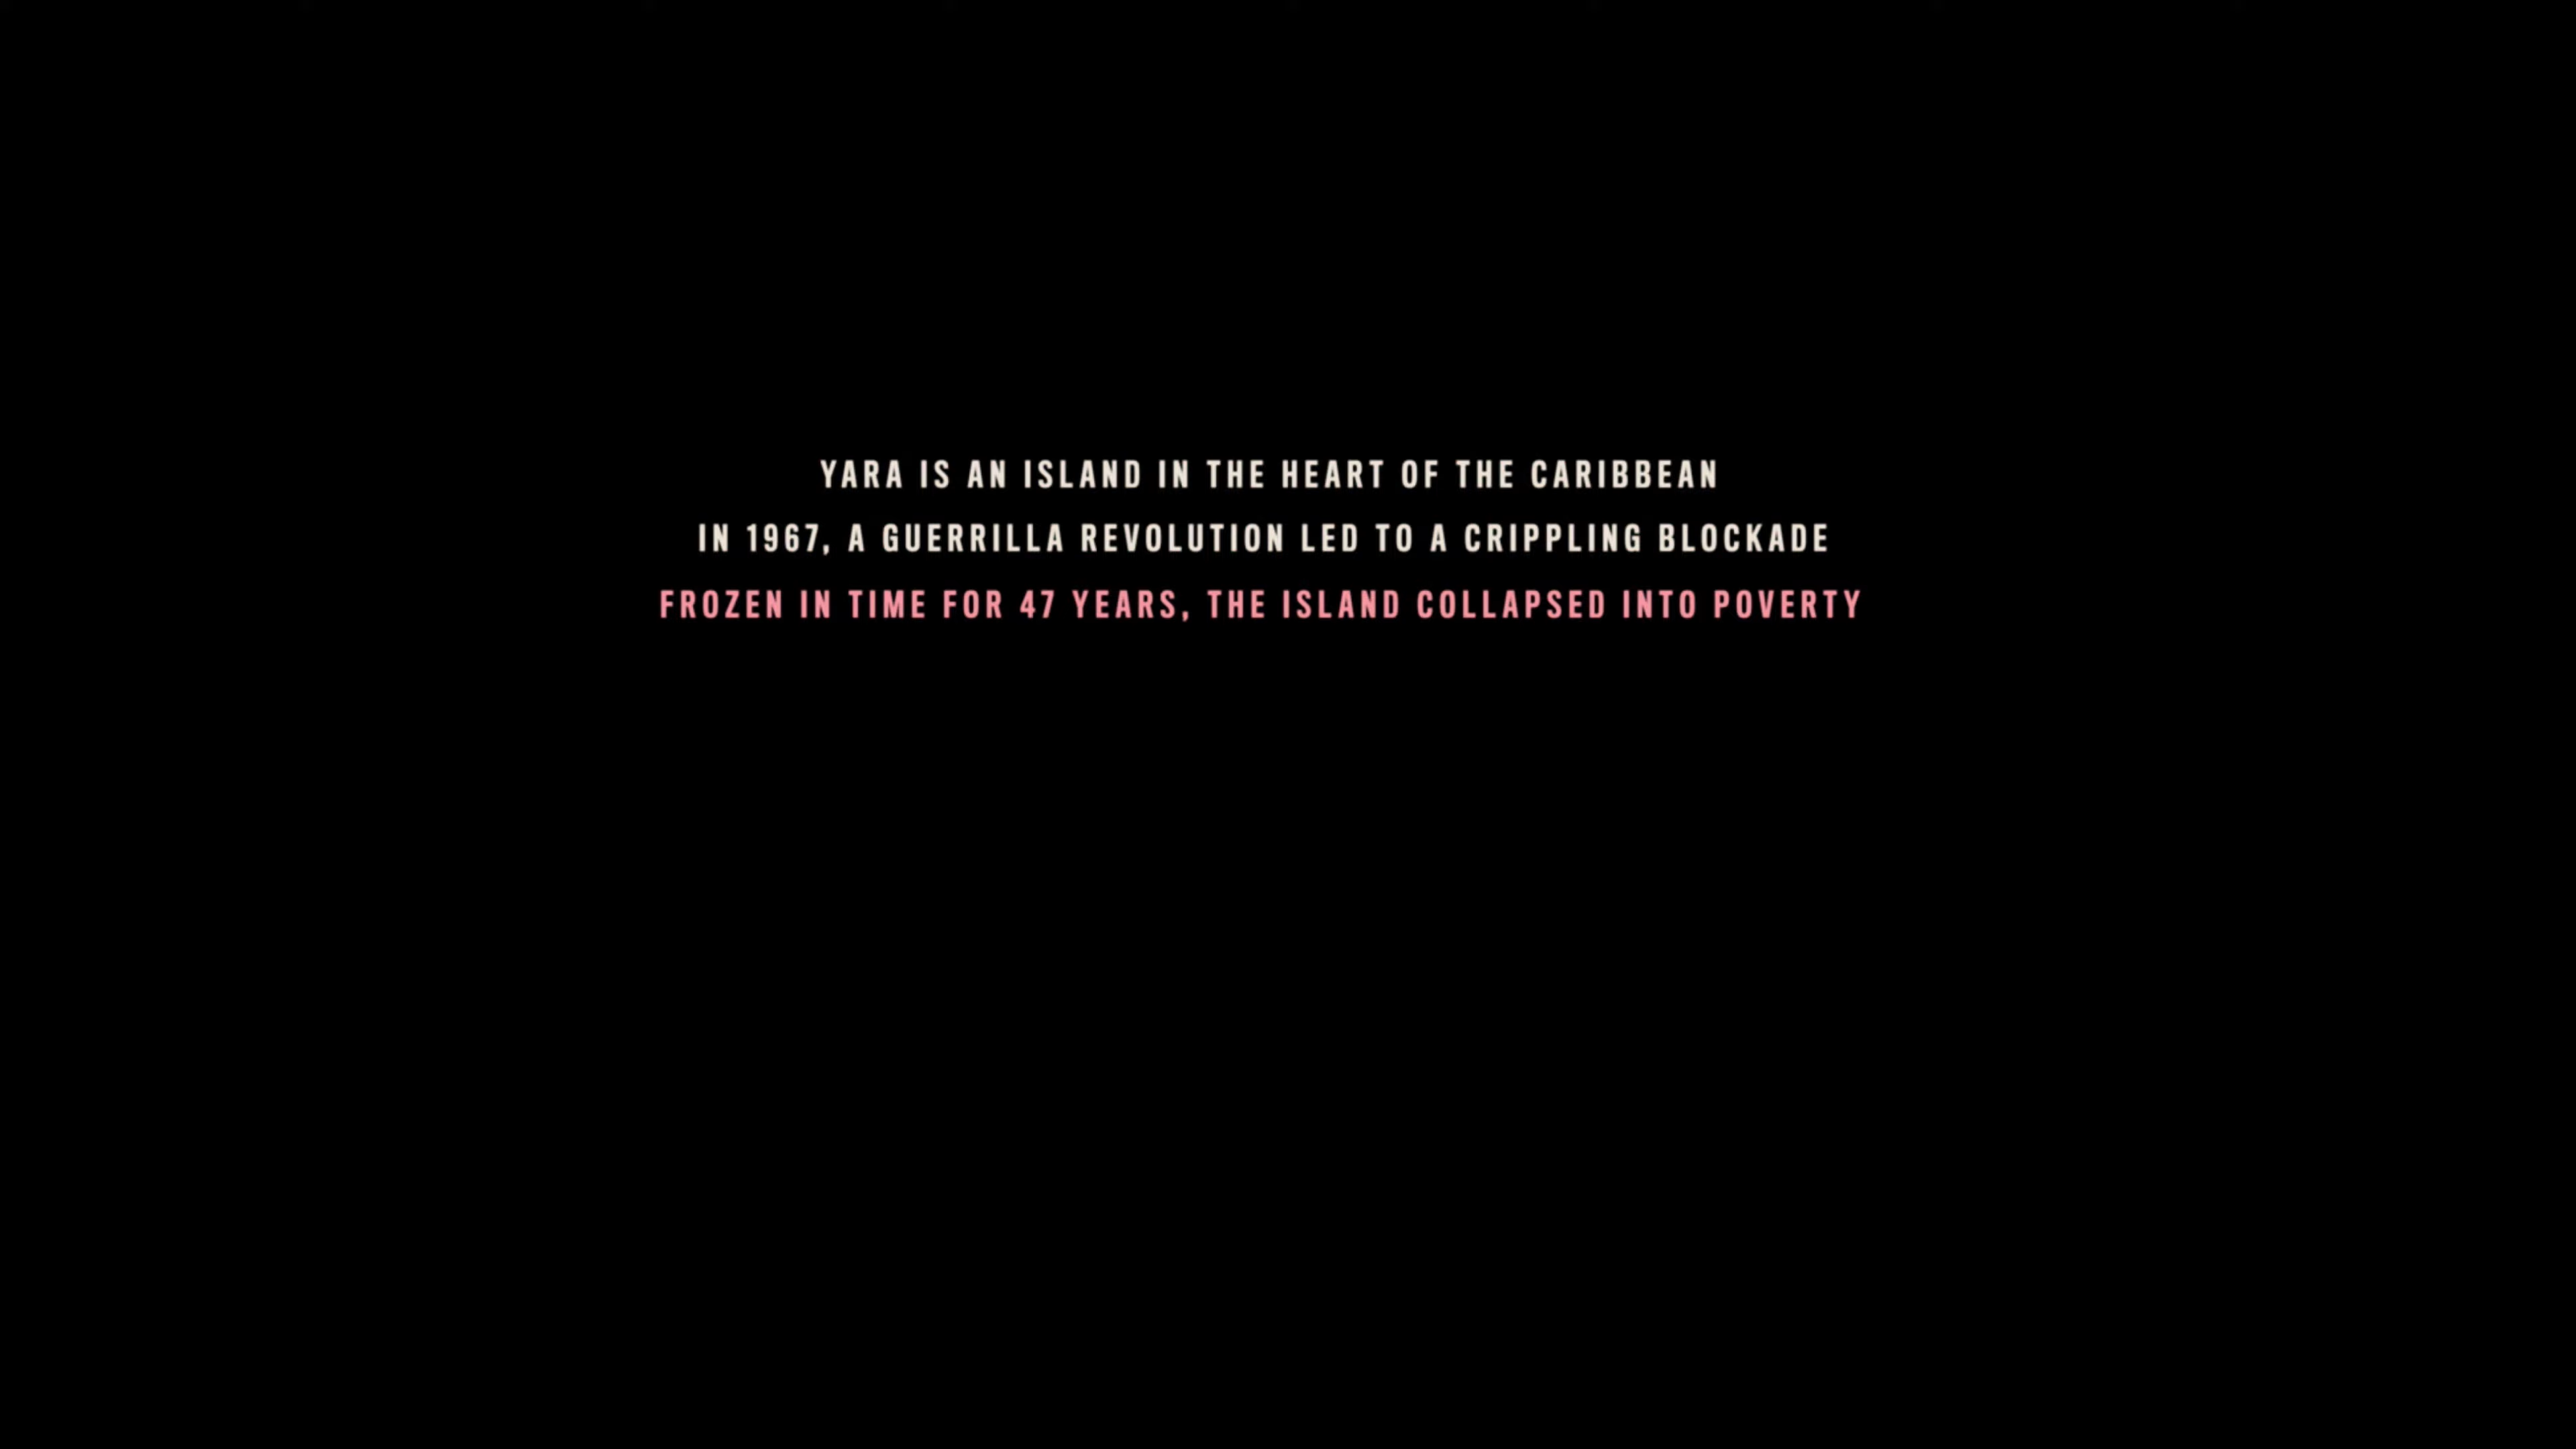 YARA IS AN ISLAND IN THE HEART OF THE CARIBBEAN
IN 1967, A GUERRILLA REVOLUTION LED TO A CRIPPLING BLOCKADE
FROZEN IN TIME FOR 47 YEARS, THE ISLAND COLLAPSED INTO POVERTY